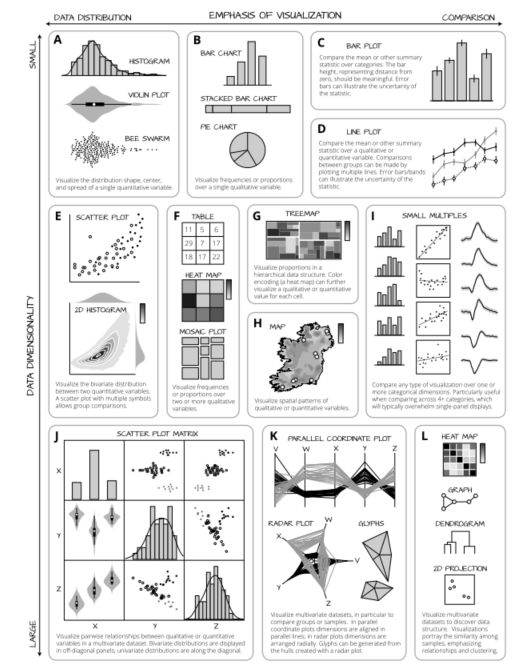 DATA DISTRIBUTION
EMPHASIS OF VISUALIZATION
COMPARISON
SMALL
DATA DIMENSIONALITY
LARGE
A
HISTOGRAM
VIOLIN PLOT
BEE SWARM
Visualize the distribution shape, center,
and spread of a single quantitative variable.
B
BAR CHART
STACKED BAR CHART
PIE CHART
Visualize frequencies or proportions
over a single qualitative variable.
C
BAR PLOT
Compare the mean or other summary
statistic over categories. The bar
height, representing distance from
zero, should be meaningful. Error
bars can illustrate the uncertainty of
the statistic.
D
LINE PLOT
Compare the mean or other summary
statistic over a qualitative or
quantitative variable. Comparisons
between groups can be made by
plotting multiple lines. Error bars/bands
can illustrate the uncertainty of the
statistic.
E
SCATTER PLOT
2D HISTOGRAM
Visualize the bivariate distribution
between two quantitative variables.
A scatter plot with multiple symbols
allows group comparisons.
F
TABLE
11 5 6
29 7 17
18 17 22
HEAT MAP
MOSAIC PLOT
Visualize frequencies
or proportions over
two or more qualitative
variables.
G
TREEMAP
Visualize proportions in a
hierarchical data structure. Color
encoding (a heat map) can further
visualize a qualitative or quantitative
value for each cell.
H
MAP
Visualize spatial patterns of
qualitative or quantitative variables.
I
SMALL MULTIPLES
Compare any type of visualization over one or
more categorical dimensions. Particularly useful
when comparing across 4+ categories, which
will typically overwhelm single-panel displays.
J
SCATTER PLOT MATRIX
X
Y
Z
X
Y
Z
Visualize pairwise relationships between qualitative or quantitative
variables in a multivariate dataset. Bivariate distributions are displayed
in off-diagonal panels, univariate distributions are along the diagonal.
K
PARALLEL COORDINATE PLOT
V W X Y Z
RADAR PLOT
GLYPHS
W
X
V
Y
Z
Visualize multivariate datasets, in particular to
compare groups or samples. In parallel
coordinate plots dimensions are aligned in
parallel lines; in radar plots dimensions are
arranged radially. Glyphs can be generated from
the hulls created with a radar plot.
L
HEAT MAP
GRAPH
DENDROGRAM
2D PROJECTION
Visualize multivariate
datasets to discover data
structure. Visualizations
portray the similarity among
samples, emphasizing
relationships and clustering.